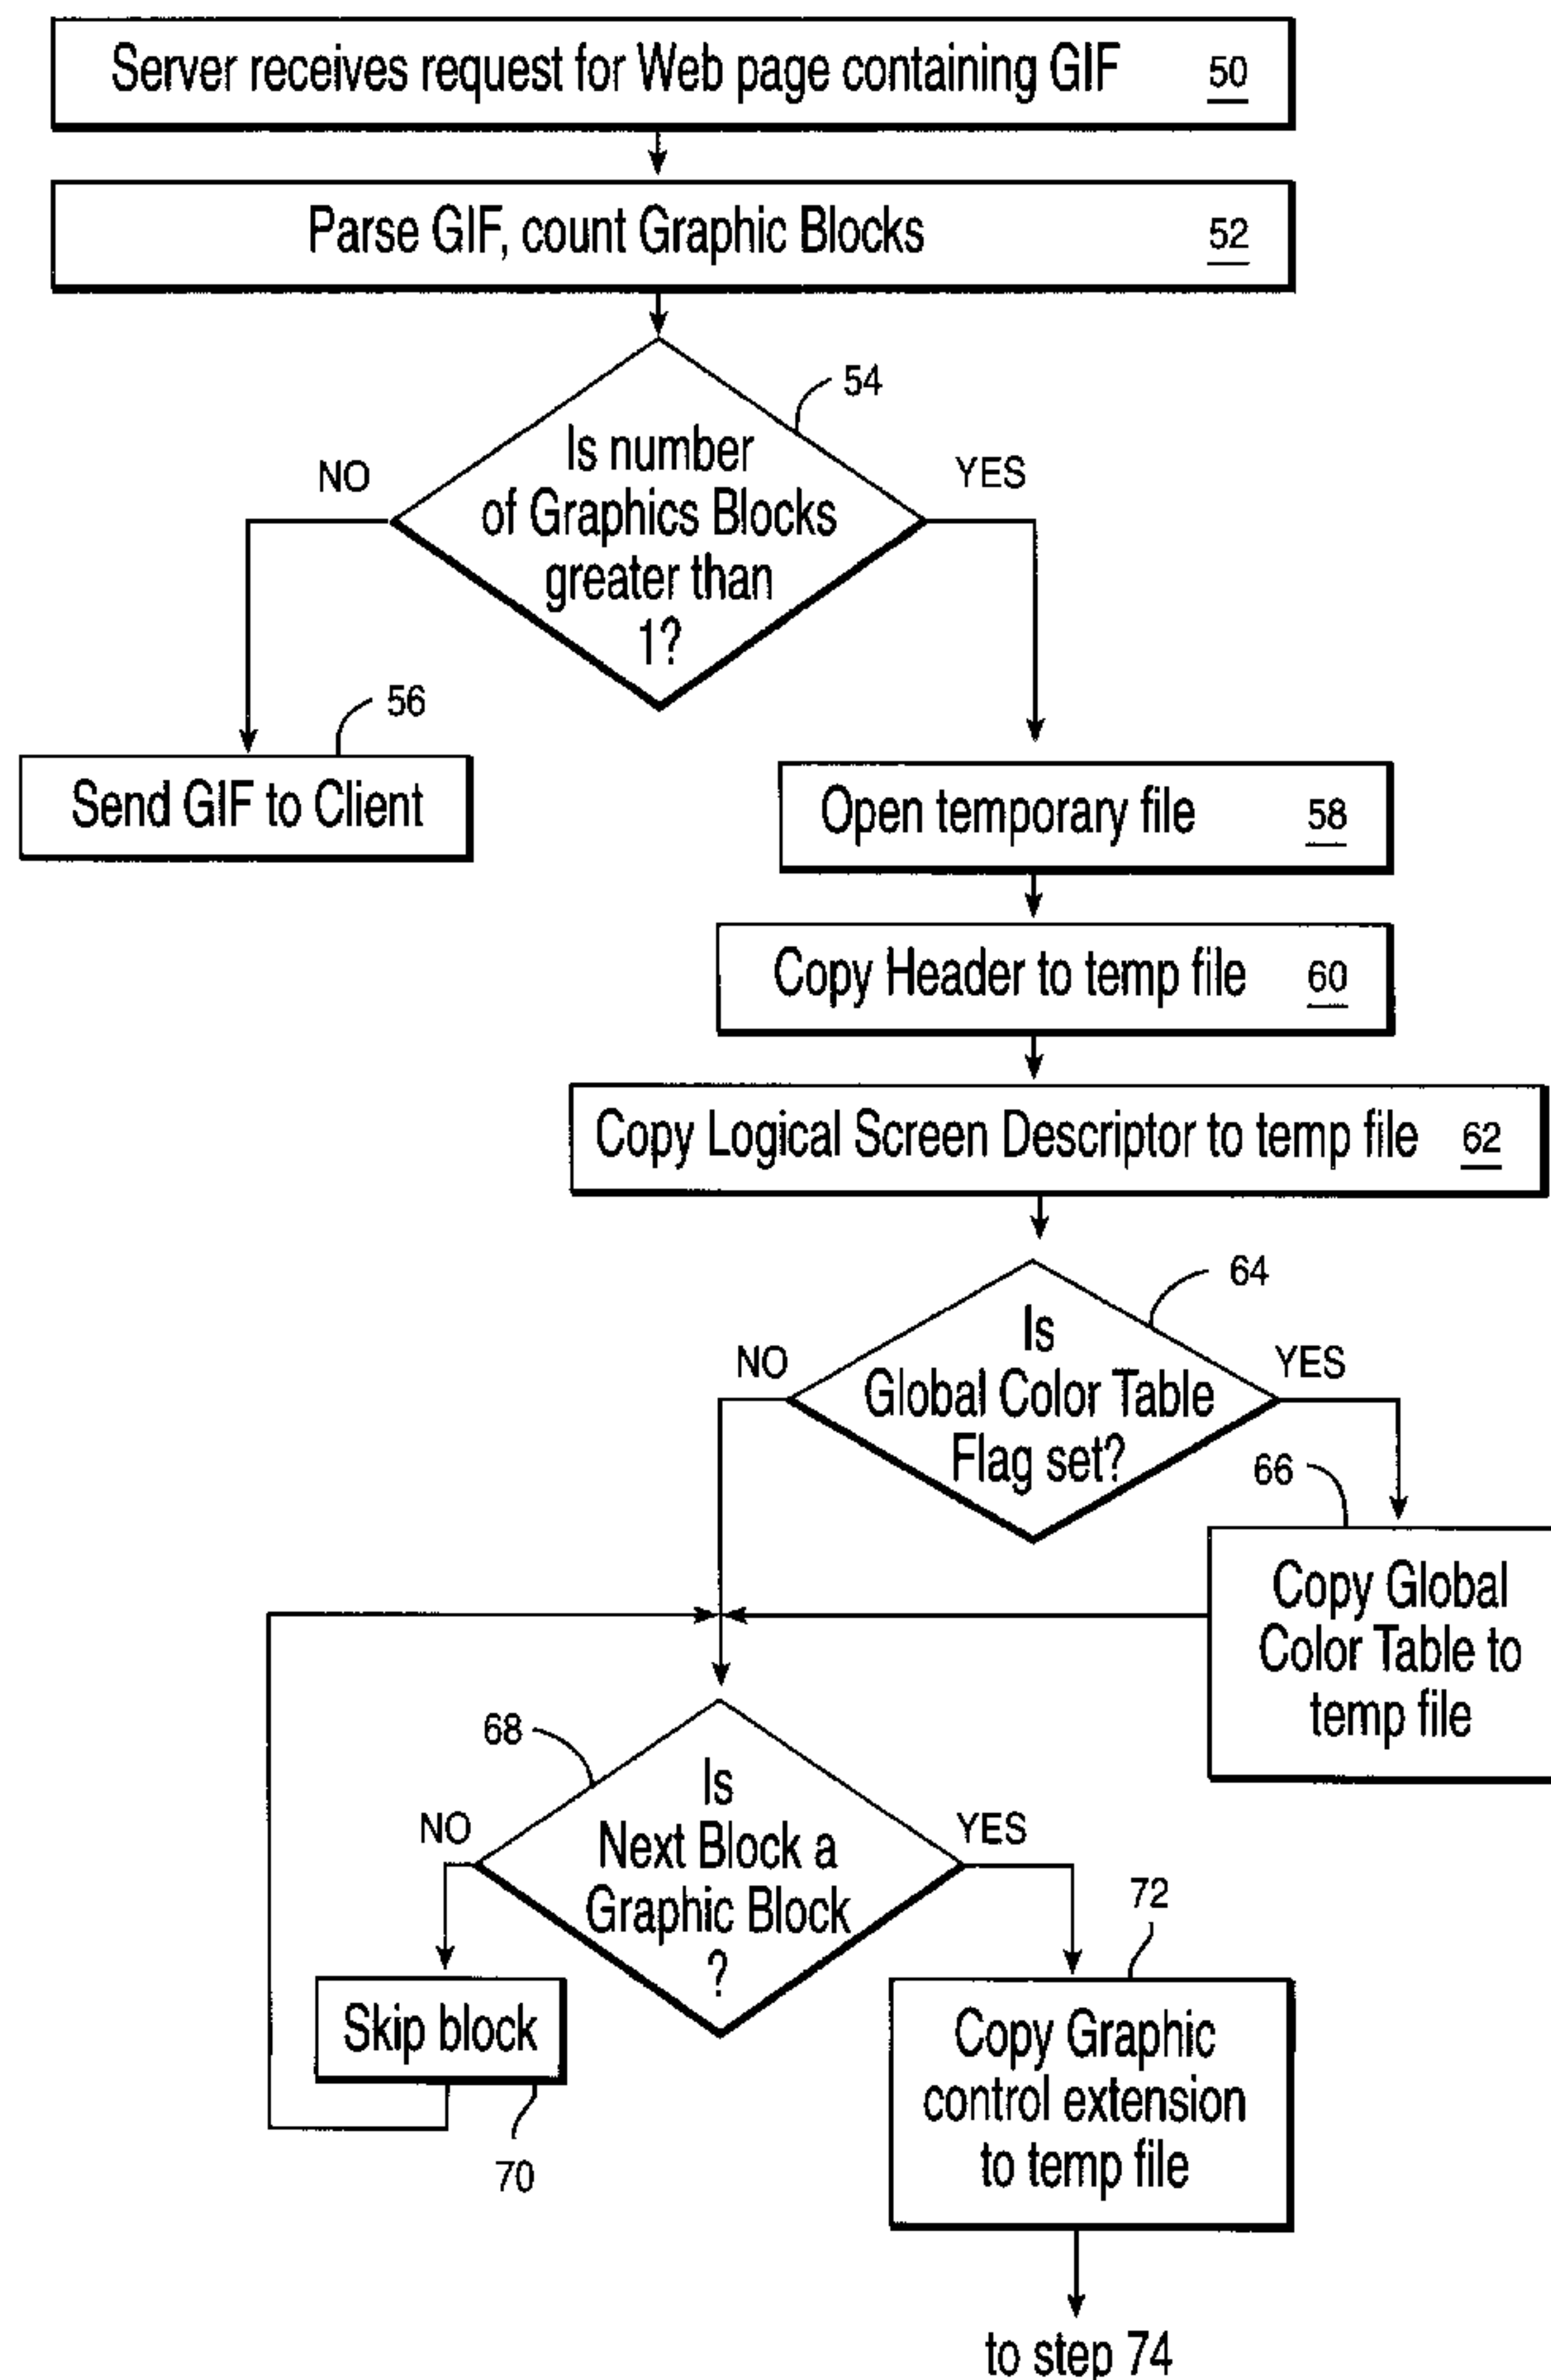 Server receives request for Web page containing GIF 50
Parse GIF, count Graphic Blocks 52
54
Is number
of Graphics Blocks
greater than
1?
NO
YES
56
Send GIF to Client
Open temporary file 58
Copy Header to temp file 60
Copy Logical Screen Descriptor to temp file 62
64
Is
Global Color Table
Flag set?
NO
YES
66
Copy Global
Color Table to
temp file
68
Is
Next Block a
Graphic Block
?
NO
YES
Skip block
70
72
Copy Graphic
control extension
to temp file
to step 74